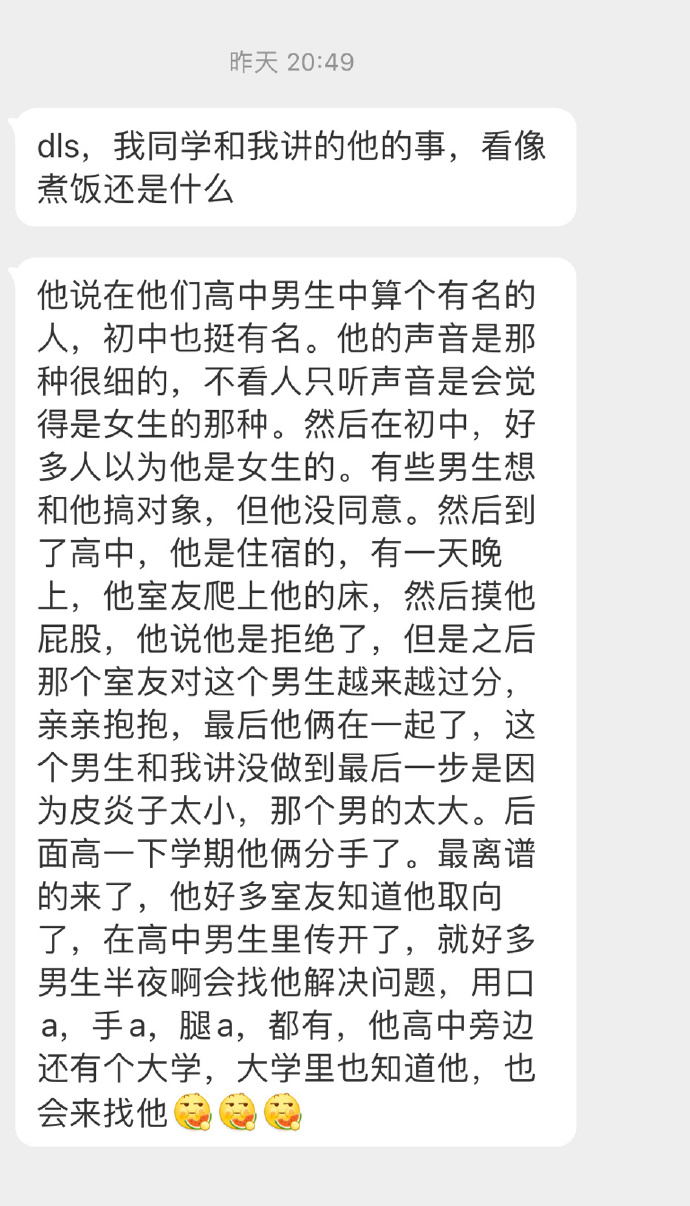 昨天 20:49
dls，我同学和我讲的他的事，看像
煮饭还是什么
他说在他们高中男生中算个有名的
人，初中也挺有名。他的声音是那
种很细的，不看人只听声音是会觉
得是女生的那种。然后在初中，好
多人以为他是女生的。有些男生想
和他搞对象，但他没同意。然后到
了高中，他是住宿的，有一天晚
上，他室友爬上他的床，然后摸他
屁股，他说他是拒绝了，但是之后
那个室友对这个男生越来越过分，
亲亲抱抱，最后他俩在一起了，这
个男生和我讲没做到最后一步是因
为皮炎子太小，那个男的太大。后
面高一下学期他俩分手了。最离谱
的来了，他好多室友知道他取向
了，在高中男生里传开了，就好多
男生半夜啊会找他解决问题，用口
a，手a，腿a，都有，他高中旁边
还有个大学，大学里也知道他，也
会来找他